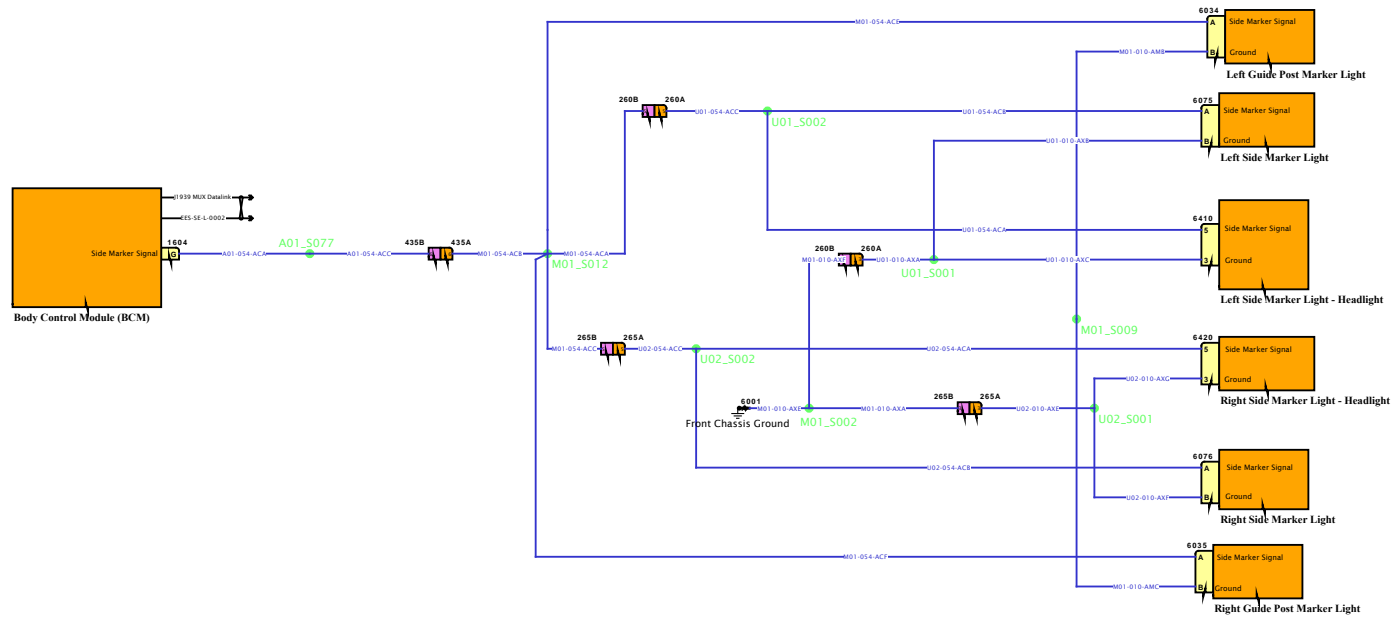 6034
M01-054-ACE
A
Side Marker Signal
M01-010-AMB
B
Ground
Left Guide Post Marker Light
260B
260A
6075
U01-054-ACC
U01_S002
U01-054-ACB
A
Side Marker Signal
U01-010-AXB
B
Ground
Left Side Marker Light
J1939 MUX Datalink
EES-SE-L-0002
1604
Side Marker Signal
G
A01-054-ACA
A01_S077
A01-054-ACC
435B
435A
M01-054-ACB
M01_S012
M01-054-ACA
Body Control Module (BCM)
6410
U01-054-ACA
5
Side Marker Signal
260B
260A
M01-010-AXF
U01-010-AXA
U01_S001
U01-010-AXC
3
Ground
Left Side Marker Light - Headlight
M01_S009
265B
265A
6420
M01-054-ACC
U02-054-ACC
U02_S002
U02-054-ACA
5
Side Marker Signal
U02-010-AXG
3
Ground
Right Side Marker Light - Headlight
6001
M01-010-AXE
Front Chassis Ground
M01_S002
M01-010-AXA
265B
265A
U02-010-AXE
U02_S001
6076
U02-054-ACB
A
Side Marker Signal
U02-010-AXF
B
Ground
Right Side Marker Light
6035
M01-054-ACF
A
Side Marker Signal
M01-010-AMC
B
Ground
Right Guide Post Marker Light